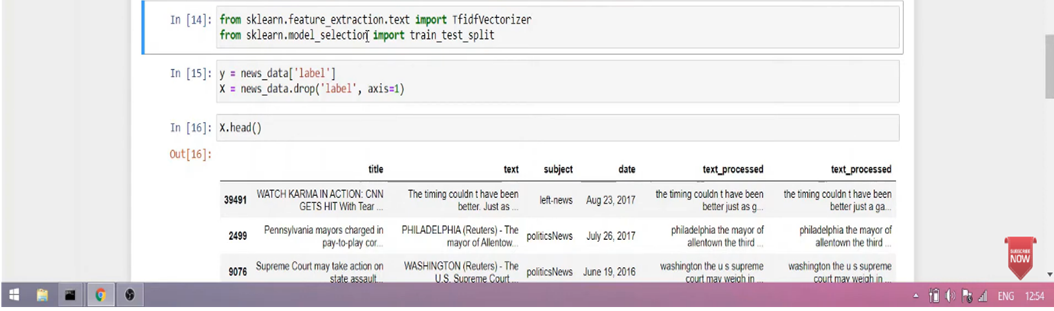 In [14]: from sklearn.feature_extraction.text import TfidfVectorizer
from sklearn.model_selection import train_test_split
In [15]: y = news_data['label']
X = news_data.drop('label', axis=1)
In [16]: X.head()
Out[16]:
title text subject date text_processed text_processed
39491 WATCH KARMA IN ACTION: CNN GETS HIT With Tear ... The timing couldn t have been better. Just as ... left-news Aug 23, 2017 the timing couldn t have been better just as g... the timing couldn t have been better just a ga...
2499 Pennsylvania mayors charged in pay-to-play cor... PHILADELPHIA (Reuters) - The mayor of Allentow... politicsNews July 26, 2017 philadelphia the mayor of allentown the third ... philadelphia the mayor of allentown the third ...
9076 Supreme Court may take action on state assault... WASHINGTON (Reuters) - The U.S. Supreme Court ... politicsNews June 19, 2016 washington the u s supreme court may weigh in ... washington the u s supreme court may weigh in ...
SUBSCRIBE
NOW
ENG 12:54